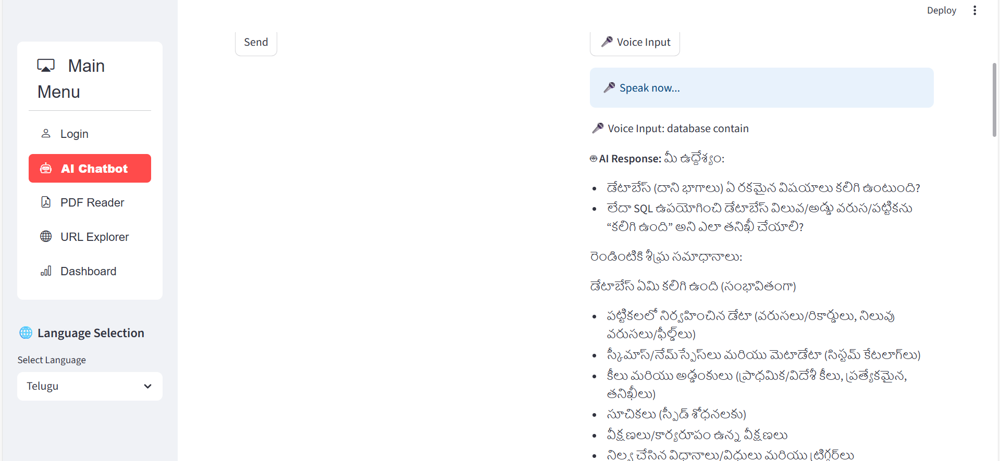 Deploy
Main
Menu
Login
AI Chatbot
PDF Reader
URL Explorer
Dashboard
Language Selection
Select Language
Telugu
Send
Voice Input
Speak now...
Voice Input: database contain
AI Response: మీ ఉద్దేశ్యం:
• డేటాబేస్ (దాని భాగాలు) ఏ రకమైన విషయాలు కలిగి ఉంటుంది?
• లేదా SQL ఉపయోగించి డేటాబేస్ విలువ/అడ్డు వరుస/పట్టికను
“కలిగి ఉంది” అని ఎలా తనిఖీ చేయాలి?
రెండింటికి శీఘ్ర సమాధానాలు:
డేటాబేస్ ఏమి కలిగి ఉంది (సంభావితంగా)
• పట్టికలలో నిర్వహించిన డేటా (వరుసలు/రికార్డులు, నిలువు
వరుసలు/ఫీల్డ్‌లు)
• స్కీమాస్/నేమ్‌స్పేస్‌లు మరియు మెటాడేటా (సిస్టమ్ కేటలాగ్‌లు)
• కీలు మరియు అడ్డంకులు (ప్రాధమిక/విదేశీ కీలు, ప్రత్యేకమైన,
తనిఖీలు)
• సూచికలు (స్పీడ్ శోధనలకు)
• వీక్షణలు/కార్యరూపం ఉన్న వీక్షణలు
• నిల్వ చేసిన విధానాలు/విధులు మరియు ట్రిగ్గర్‌లు